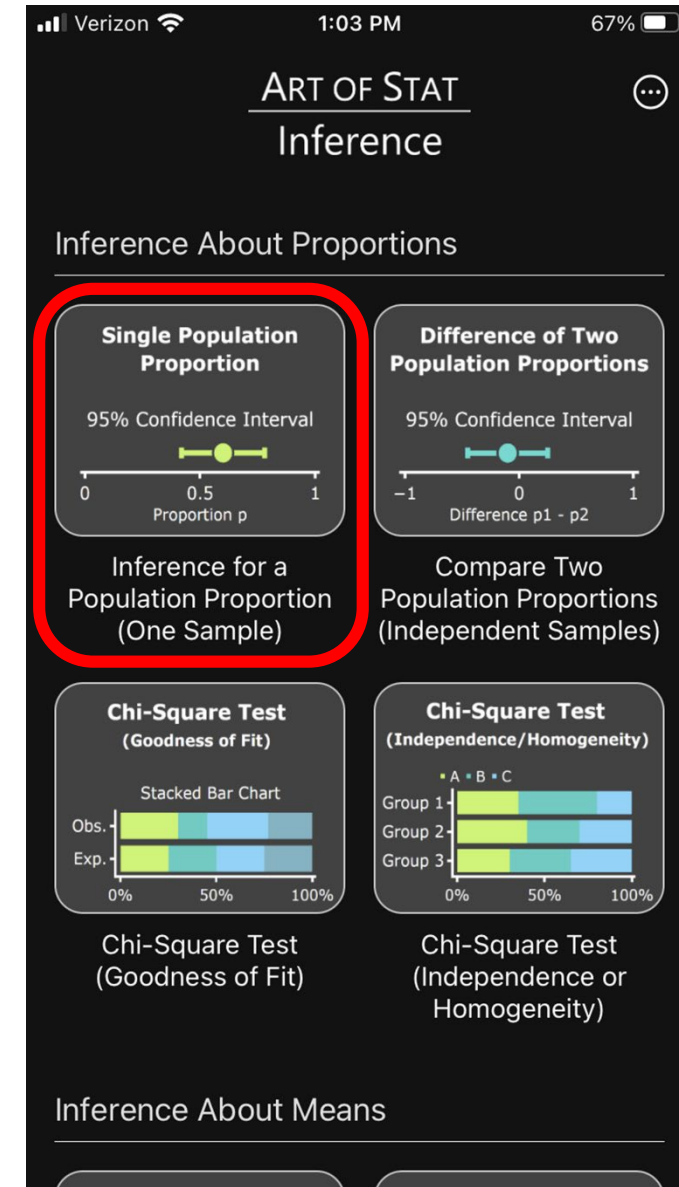 Verizon 1:03 PM 67%
ART OF STAT
Inference
Inference About Proportions
Single Population
Proportion
95% Confidence Interval
0 0.5 1
Proportion p
Inference for a
Population Proportion
(One Sample)
Difference of Two
Population Proportions
95% Confidence Interval
−1 0 1
Difference p1 - p2
Compare Two
Population Proportions
(Independent Samples)
Chi-Square Test
(Goodness of Fit)
Stacked Bar Chart
Obs.
Exp.
0% 50% 100%
Chi-Square Test
(Goodness of Fit)
Chi-Square Test
(Independence/Homogeneity)
A B C
Group 1
Group 2
Group 3
0% 50% 100%
Chi-Square Test
(Independence or
Homogeneity)
Inference About Means